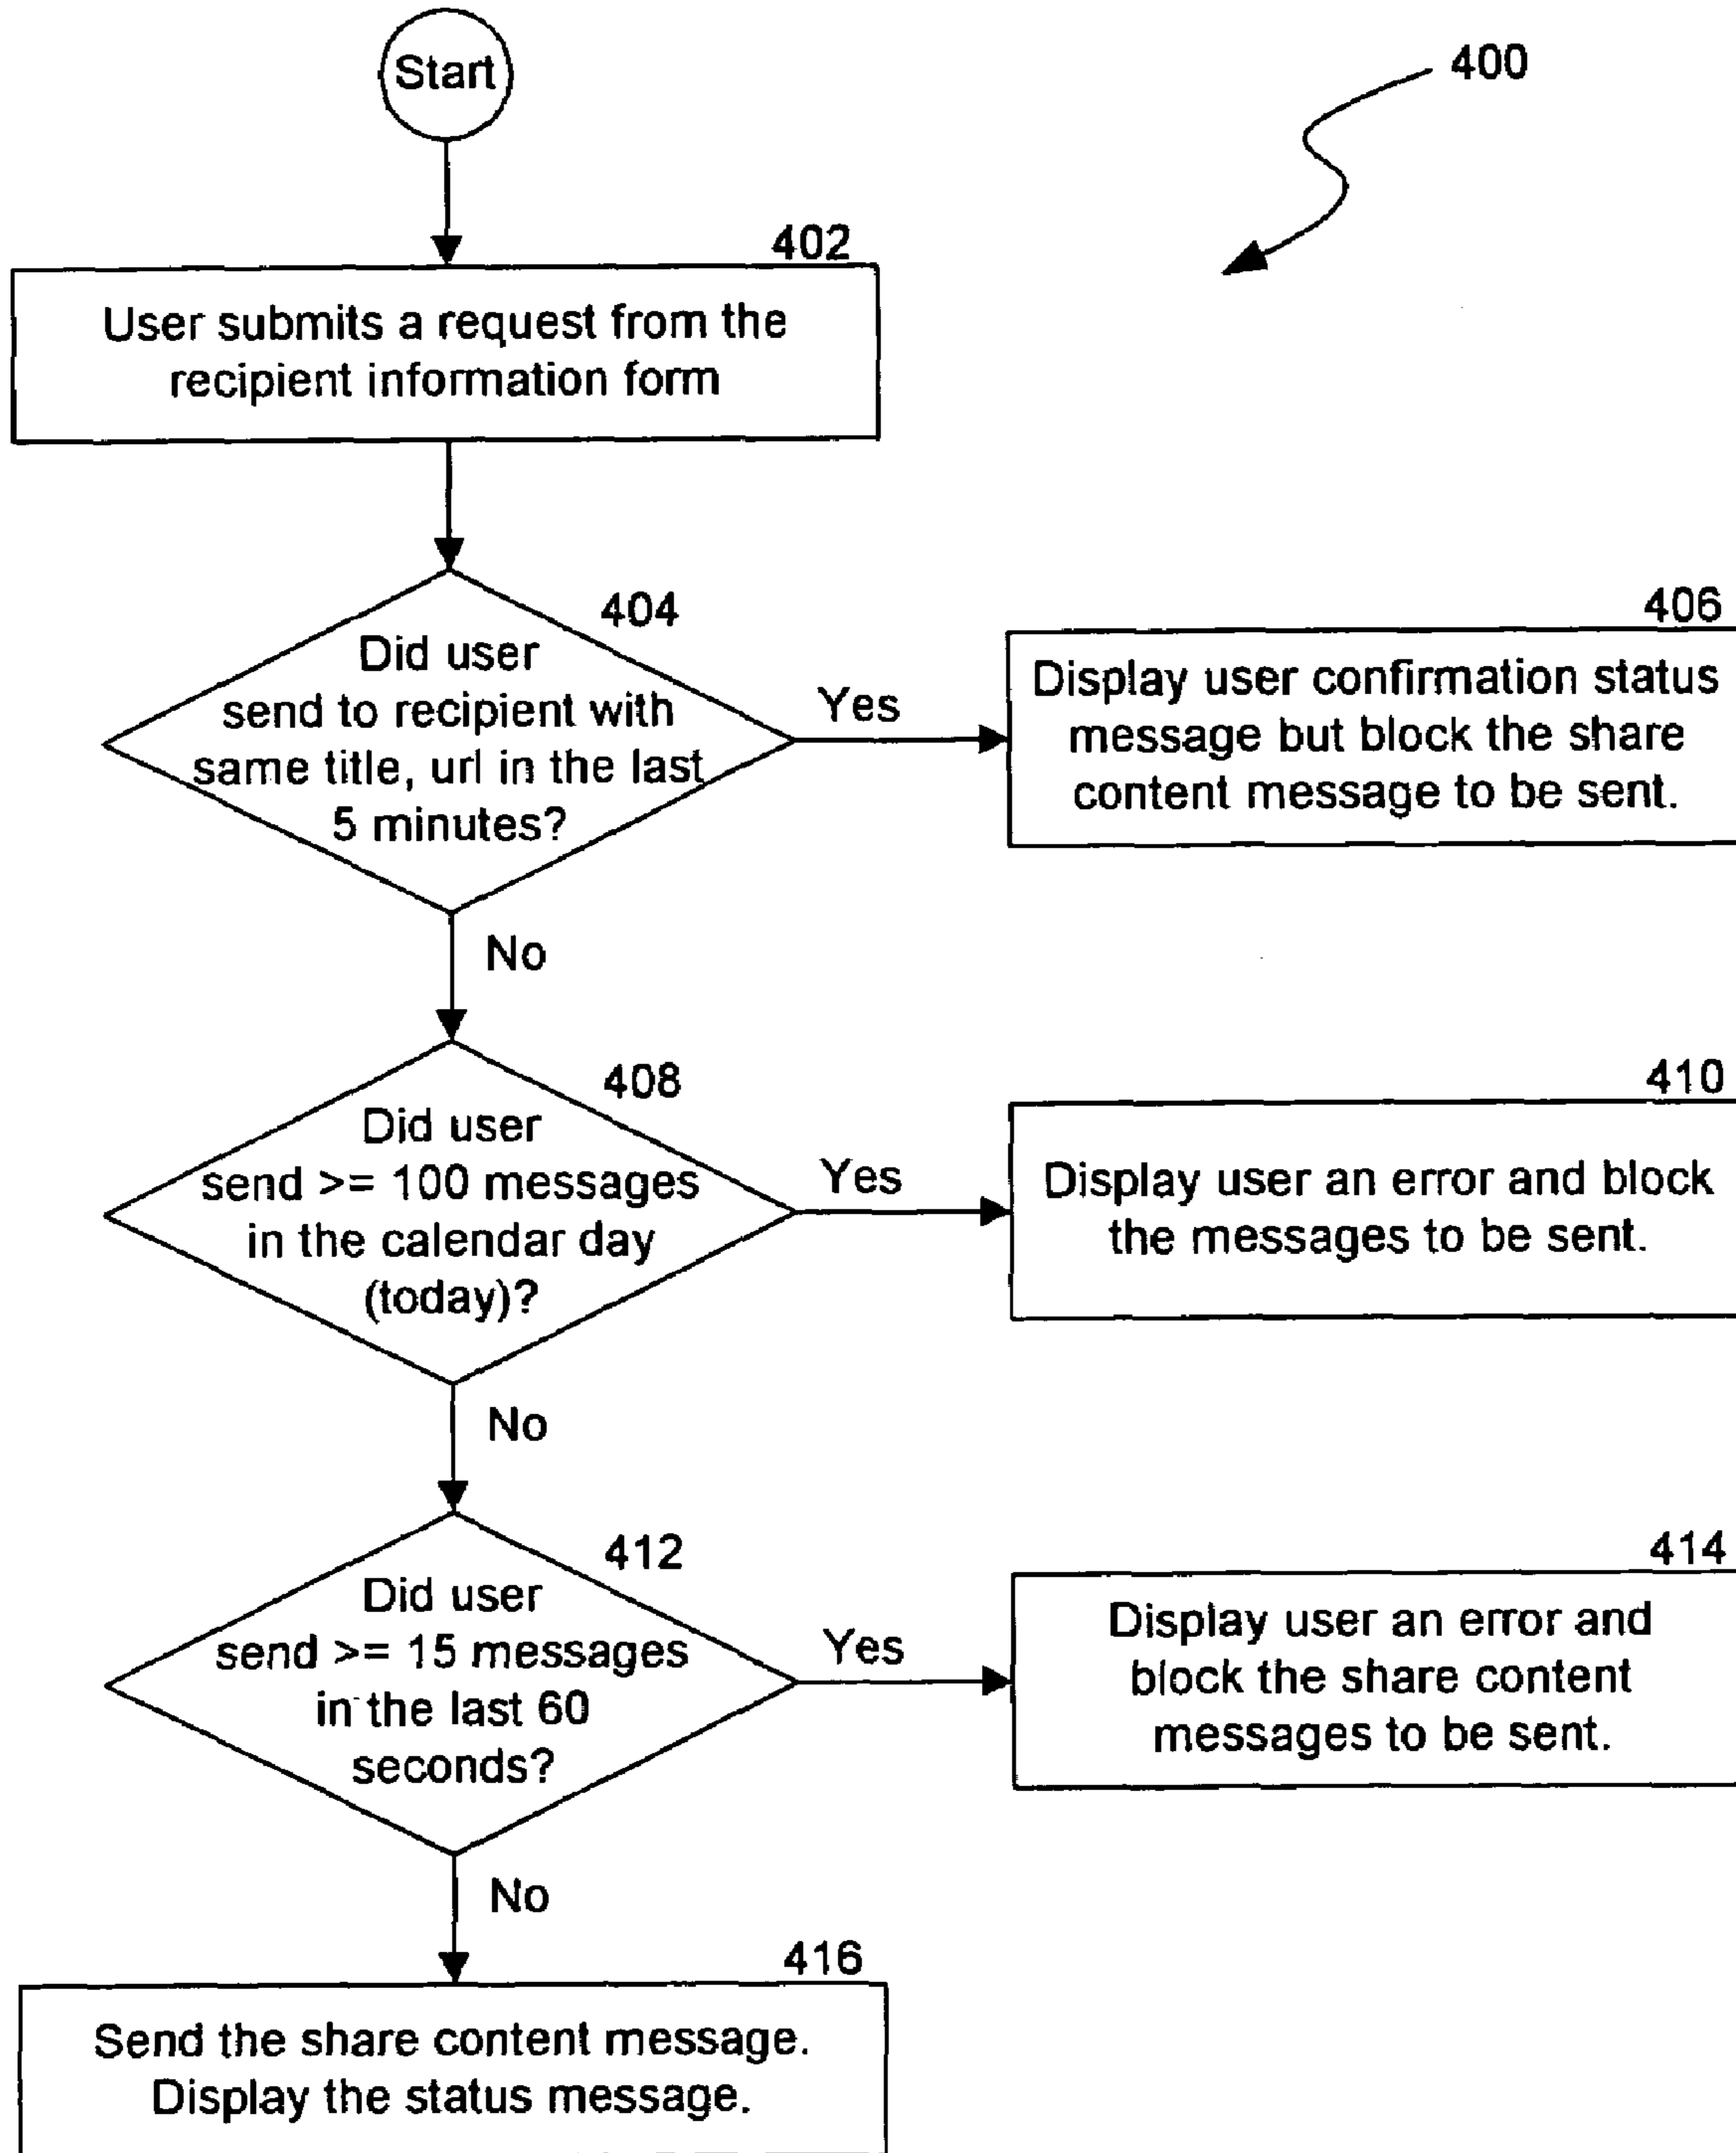 Start
400
402
User submits a request from the
recipient information form
404
Did user
send to recipient with
same title, url in the last
5 minutes?
Yes
406
Display user confirmation status
message but block the share
content message to be sent.
No
408
Did user
send >= 100 messages
in the calendar day
(today)?
Yes
410
Display user an error and block
the messages to be sent.
No
412
Did user
send >= 15 messages
in the last 60
seconds?
Yes
414
Display user an error and
block the share content
messages to be sent.
No
416
Send the share content message.
Display the status message.